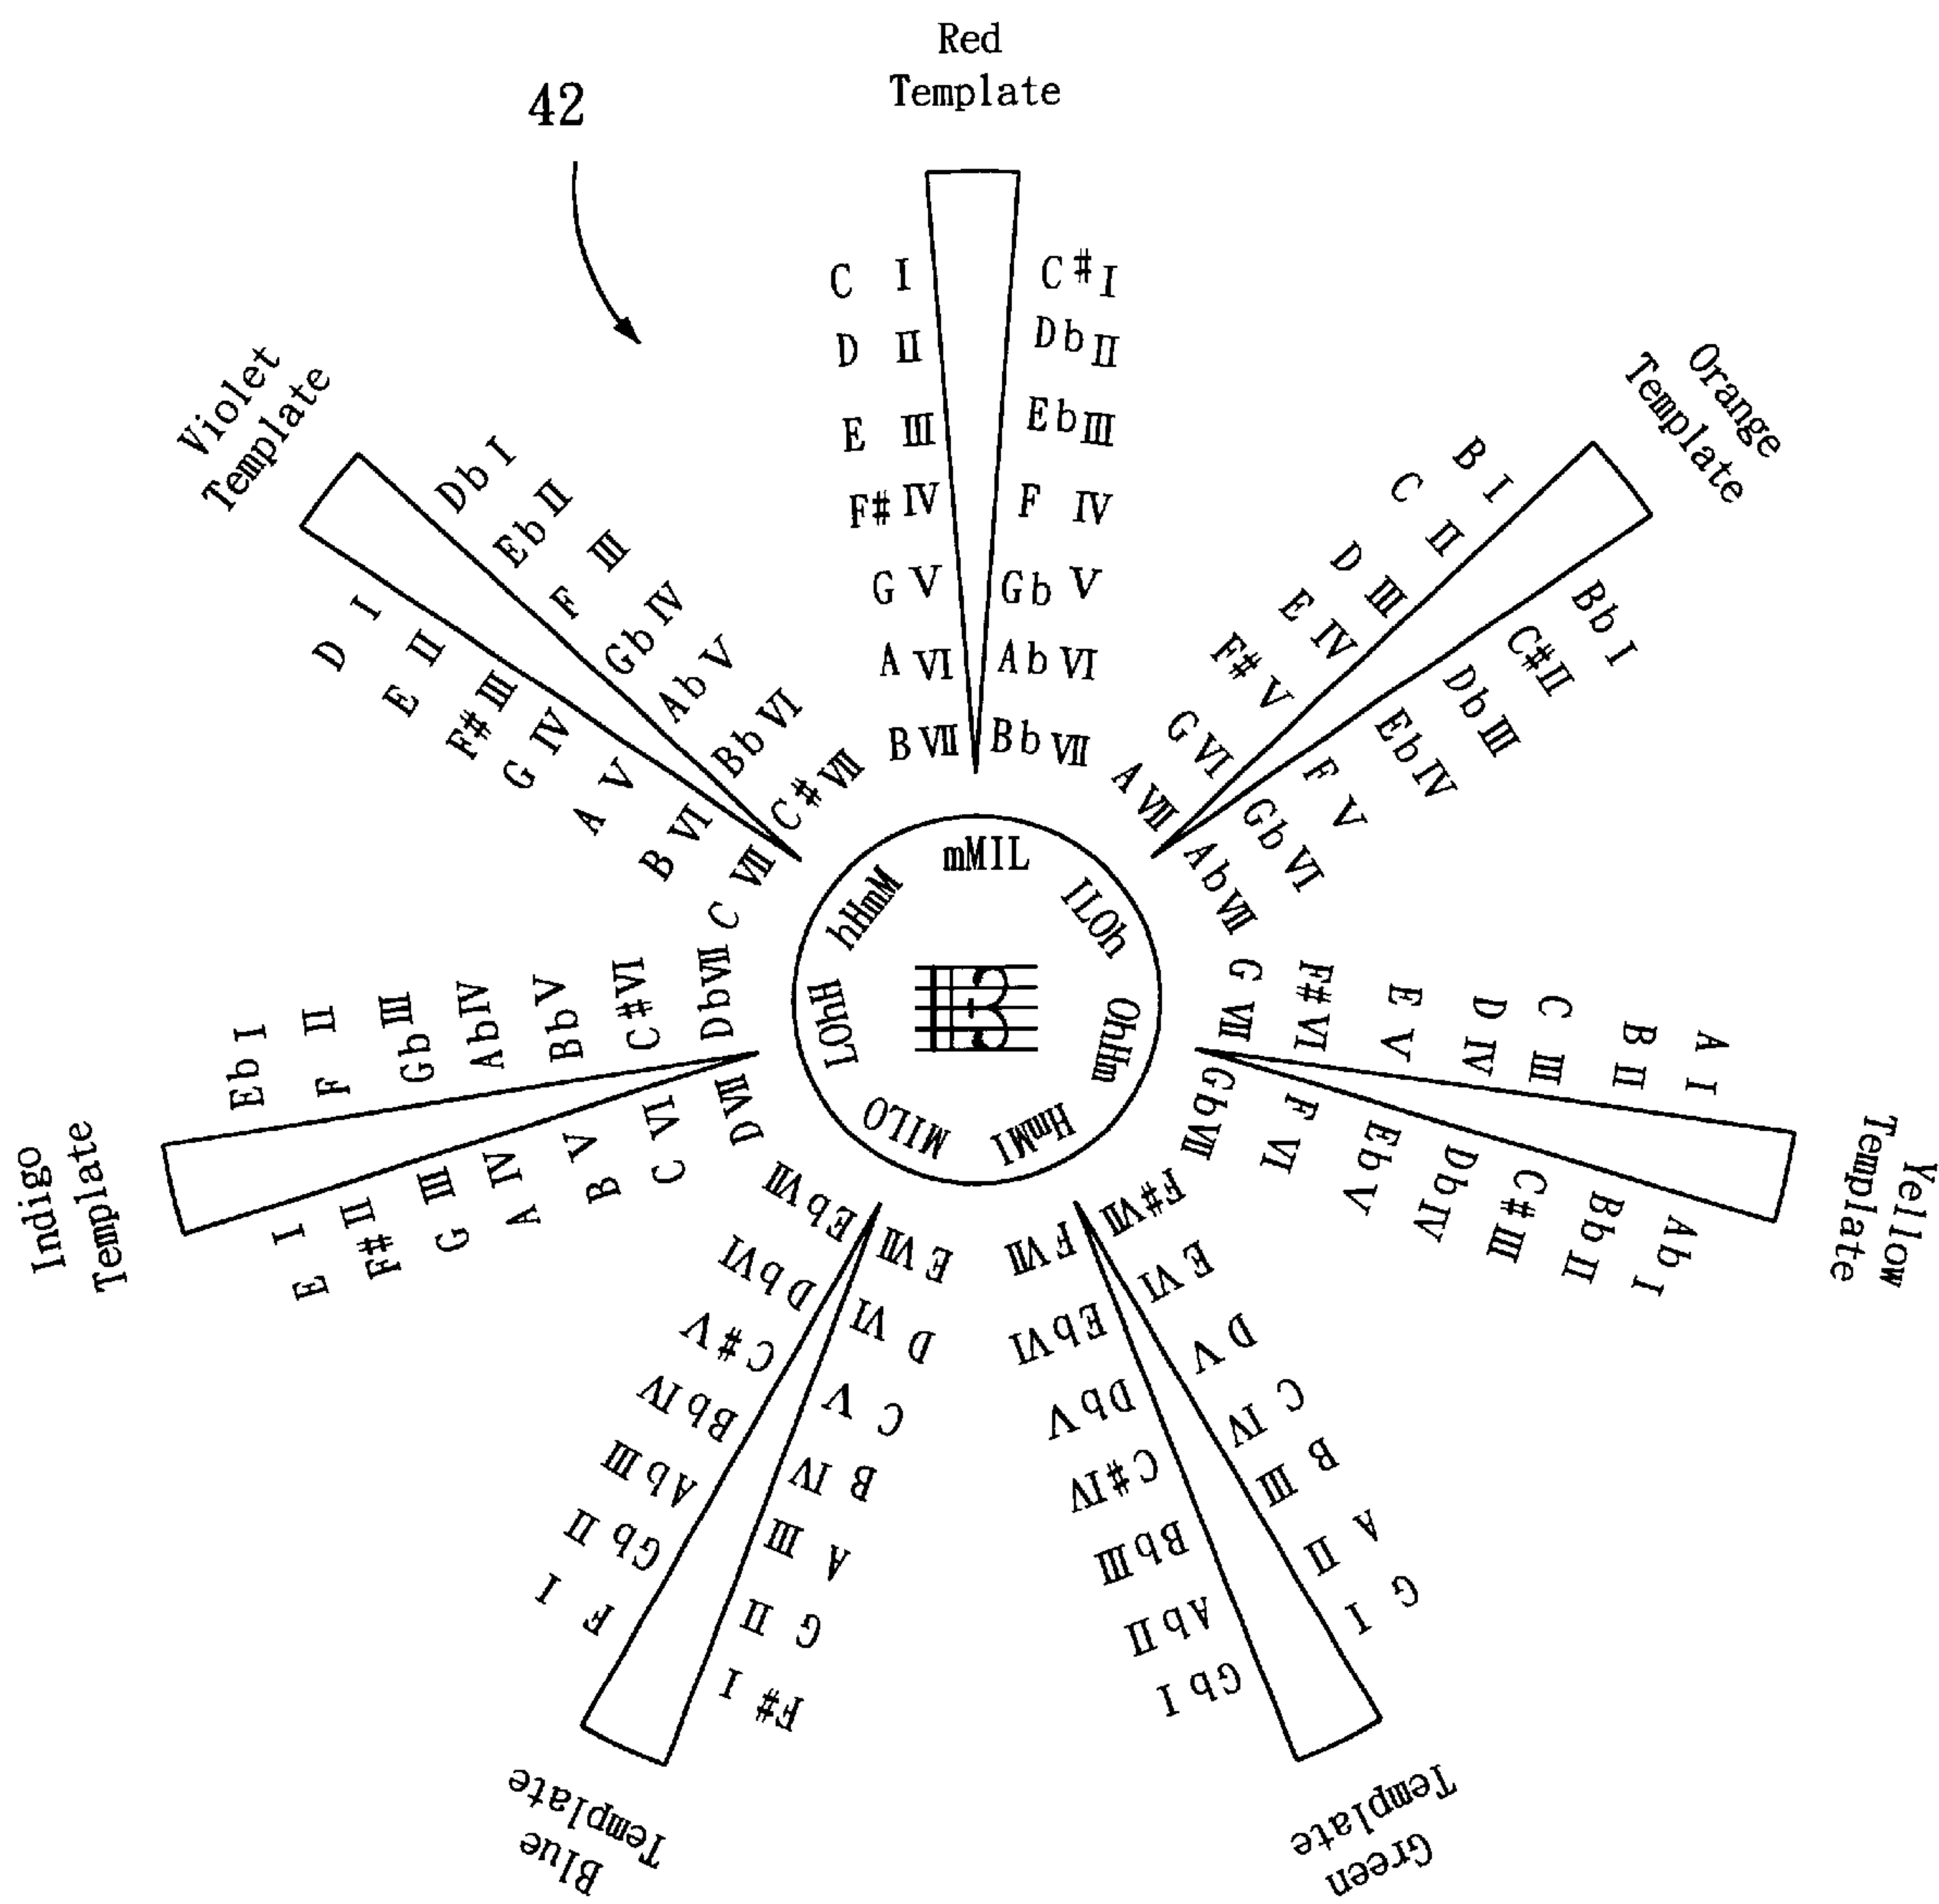 42
Red
Template
C I
D II
E III
F# IV
G V
A VI
B VII
C# I
Db II
Eb III
F IV
Gb V
Ab VI
Bb VII
Orange
Template
B I
C II
D III
E IV
F# V
G VI
A VII
Bb I
C# II
Db III
Eb IV
F V
Gb VI
Ab VII
Yellow
Template
A I
B II
C III
D IV
E V
F# VI
G VII
Ab I
Bb II
C# III
Db IV
Eb V
F VI
Gb VII
Green
Template
G I
A II
B III
C IV
D V
E VI
F# VII
Gb I
Ab II
Bb III
C# IV
Db V
Eb VI
F VII
Blue
Template
F# I
G II
A III
B IV
C V
D VI
E VII
F I
Gb II
Ab III
Bb IV
C# V
Db VI
Eb VII
Indigo
Template
E I
F# II
G III
A IV
B V
C VI
D VII
Eb I
F II
Gb III
Ab IV
Bb V
C# VI
Db VII
Violet
Template
D I
E II
F# III
G IV
A V
B VI
C VII
Db I
Eb II
F III
Gb IV
Ab V
Bb VI
C# VII
mMIL
ILOh
OhHm
HmMI
MILO
LOhH
hHmM